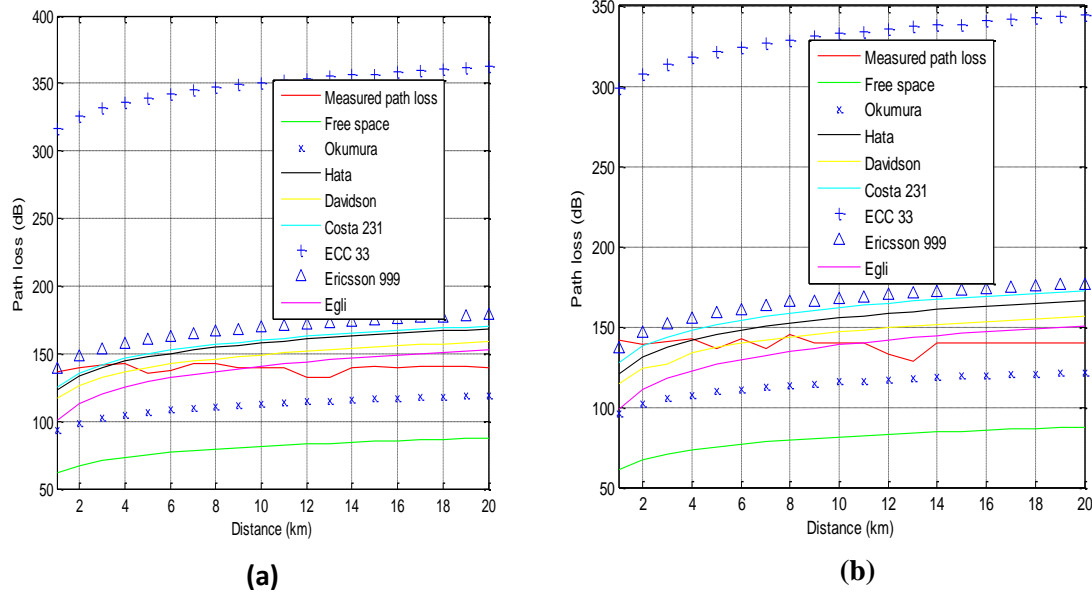 400
350
300
250
200
150
100
50
Path loss (dB)
2 4 6 8 10 12 14 16 18 20
Distance (km)
Measured path loss
Free space
Okumura
Hata
Davidson
Costa 231
ECC 33
Ericsson 999
Egli
(a)
350
300
250
200
150
100
50
Path loss (dB)
2 4 6 8 10 12 14 16 18 20
Distance (km)
Measured path loss
Free space
Okumura
Hata
Davidson
Costa 231
ECC 33
Ericsson 999
Egli
(b)